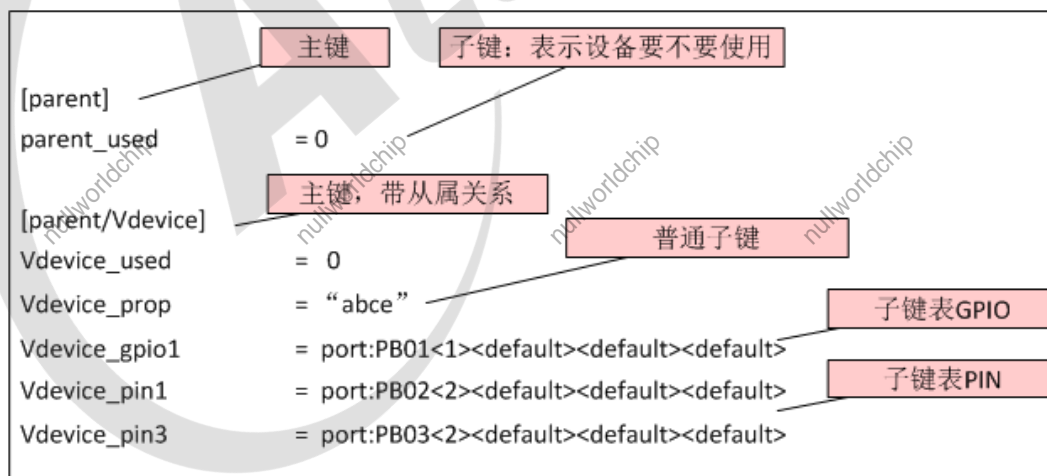 主键
子键：表示设备要不要使用
[parent]
parent_used = 0
主键，带从属关系
[parent/Vdevice]
普通子键
Vdevice_used = 0
Vdevice_prop = “abce”
子键表GPIO
Vdevice_gpio1 = port:PB01<1><default><default><default>
子键表PIN
Vdevice_pin1 = port:PB02<2><default><default><default>
Vdevice_pin3 = port:PB03<2><default><default><default>
nullworldchip
nullworldchip
nullworldchip
nullworldchip